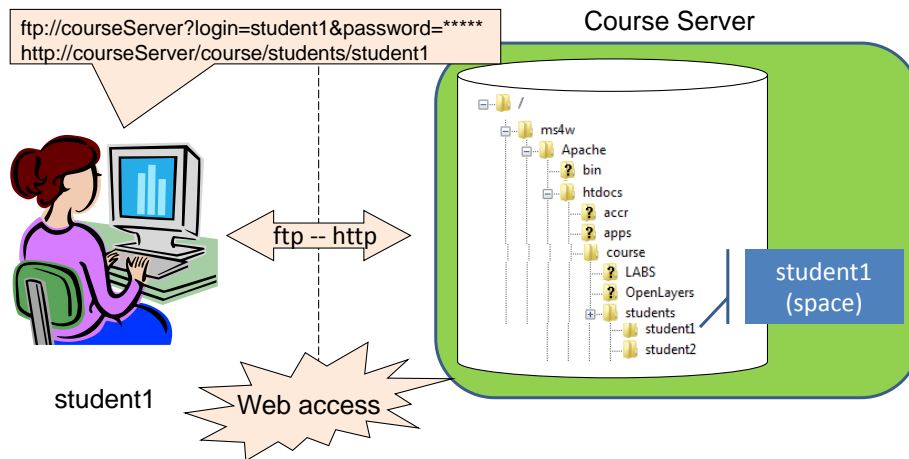 ftp://courseServer?login=student1&password=*****
http://courseServer/course/students/student1
Course Server
/
ms4w
Apache
? bin
htdocs
? accr
? apps
course
? LABS
? OpenLayers
students
student1
student2
ftp -- http
student1
(space)
student1
Web access